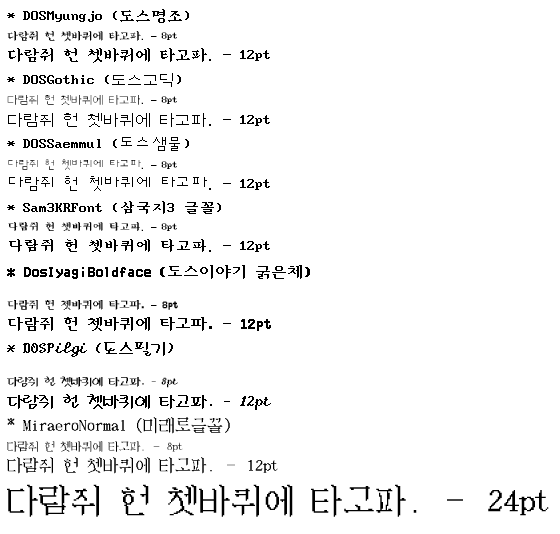 * DOSMyungjo (도스명조)
다람쥐 헌 쳇바퀴에 타고파. - 8pt
다람쥐 헌 쳇바퀴에 타고파. - 12pt
* DOSGothic (도스고딕)
다람쥐 헌 쳇바퀴에 타고파. - 8pt
다람쥐 헌 쳇바퀴에 타고파. - 12pt
* DOSSaemmul (도스샘물)
다람쥐 헌 쳇바퀴에 타고파. - 8pt
다람쥐 헌 쳇바퀴에 타고파. - 12pt
* Sam3KRFont (삼국지3 글꼴)
다람쥐 헌 쳇바퀴에 타고파. - 8pt
다람쥐 헌 쳇바퀴에 타고파. - 12pt
* DosIyagiBoldface (도스이야기 굵은체)
다람쥐 헌 쳇바퀴에 타고파. - 8pt
다람쥐 헌 쳇바퀴에 타고파. - 12pt
* DOSPilgi (도스필기)
다람쥐 헌 쳇바퀴에 타고파. - 8pt
다람쥐 헌 쳇바퀴에 타고파. - 12pt
* MiraeroNormal (미래로글꼴)
다람쥐 헌 쳇바퀴에 타고파. - 8pt
다람쥐 헌 쳇바퀴에 타고파. - 12pt
다람쥐 헌 쳇바퀴에 타고파. - 24pt